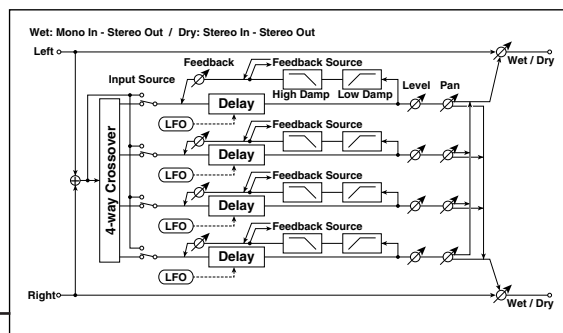 Wet: Mono In - Stereo Out / Dry: Stereo In - Stereo Out
Left
Wet / Dry
Feedback
Feedback Source
Input Source
High Damp
Low Damp
Level
Pan
Delay
LFO
Feedback Source
Delay
LFO
4-way Crossover
Feedback Source
Delay
LFO
Feedback Source
Delay
LFO
Right
Wet / Dry